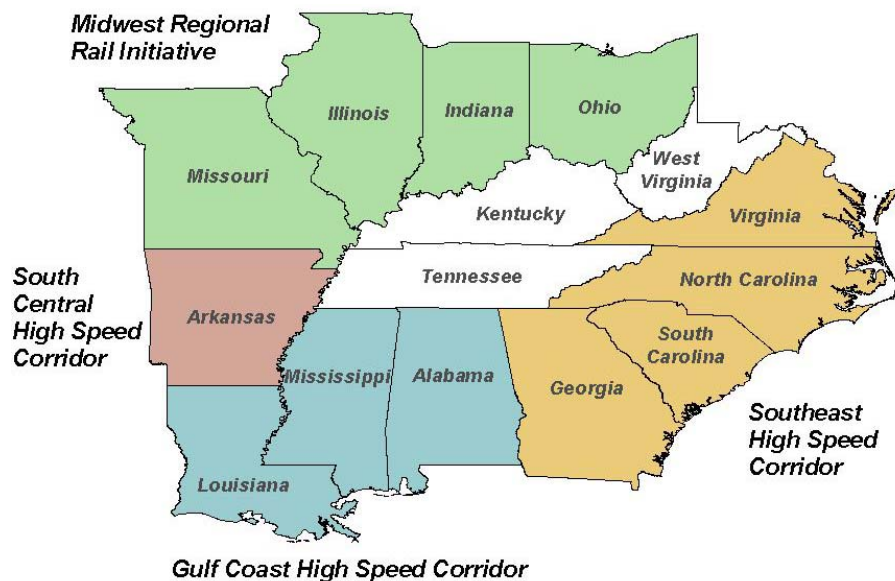 Midwest Regional
Rail Initiative
Illinois
Indiana
Ohio
Missouri
West
Virginia
Kentucky
Virginia
South
Central
High Speed
Corridor
Tennessee
North Carolina
Arkansas
South
Carolina
Mississippi
Alabama
Georgia
Southeast
High Speed
Corridor
Louisiana
Gulf Coast High Speed Corridor